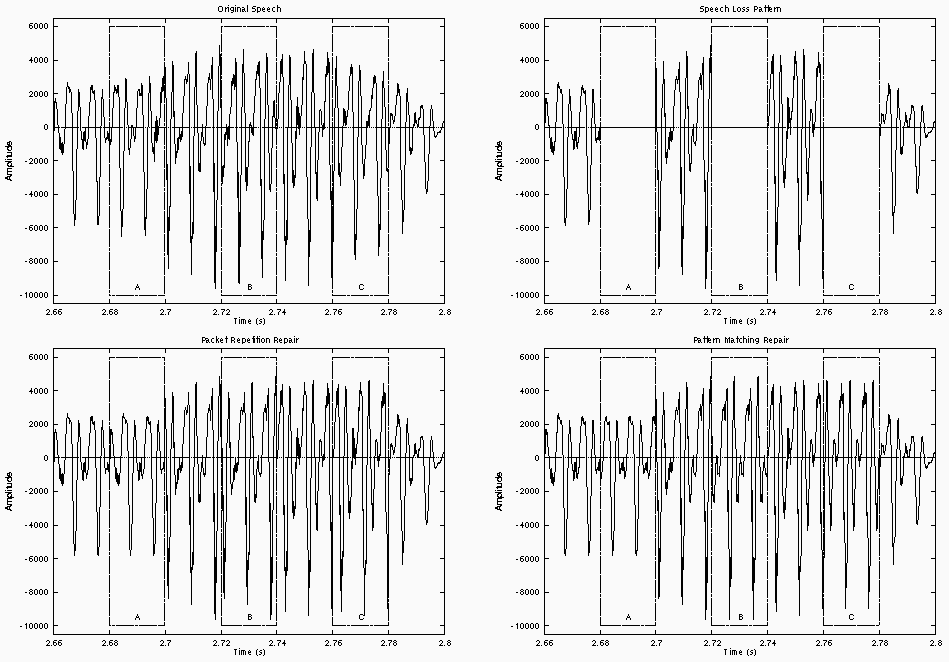 Original Speech
6000
4000
2000
0
-2000
-4000
-6000
-8000
-10000
Amplitude
A
B
C
2.66
2.68
2.7
2.72
2.74
2.76
2.78
2.8
Time (s)
Speech Loss Pattern
6000
4000
2000
0
-2000
-4000
-6000
-8000
-10000
Amplitude
A
B
C
2.66
2.68
2.7
2.72
2.74
2.76
2.78
2.8
Time (s)
Packet Repetition Repair
6000
4000
2000
0
-2000
-4000
-6000
-8000
-10000
Amplitude
A
B
C
2.66
2.68
2.7
2.72
2.74
2.76
2.78
2.8
Time (s)
Pattern Matching Repair
6000
4000
2000
0
-2000
-4000
-6000
-8000
-10000
Amplitude
A
B
C
2.66
2.68
2.7
2.72
2.74
2.76
2.78
2.8
Time (s)